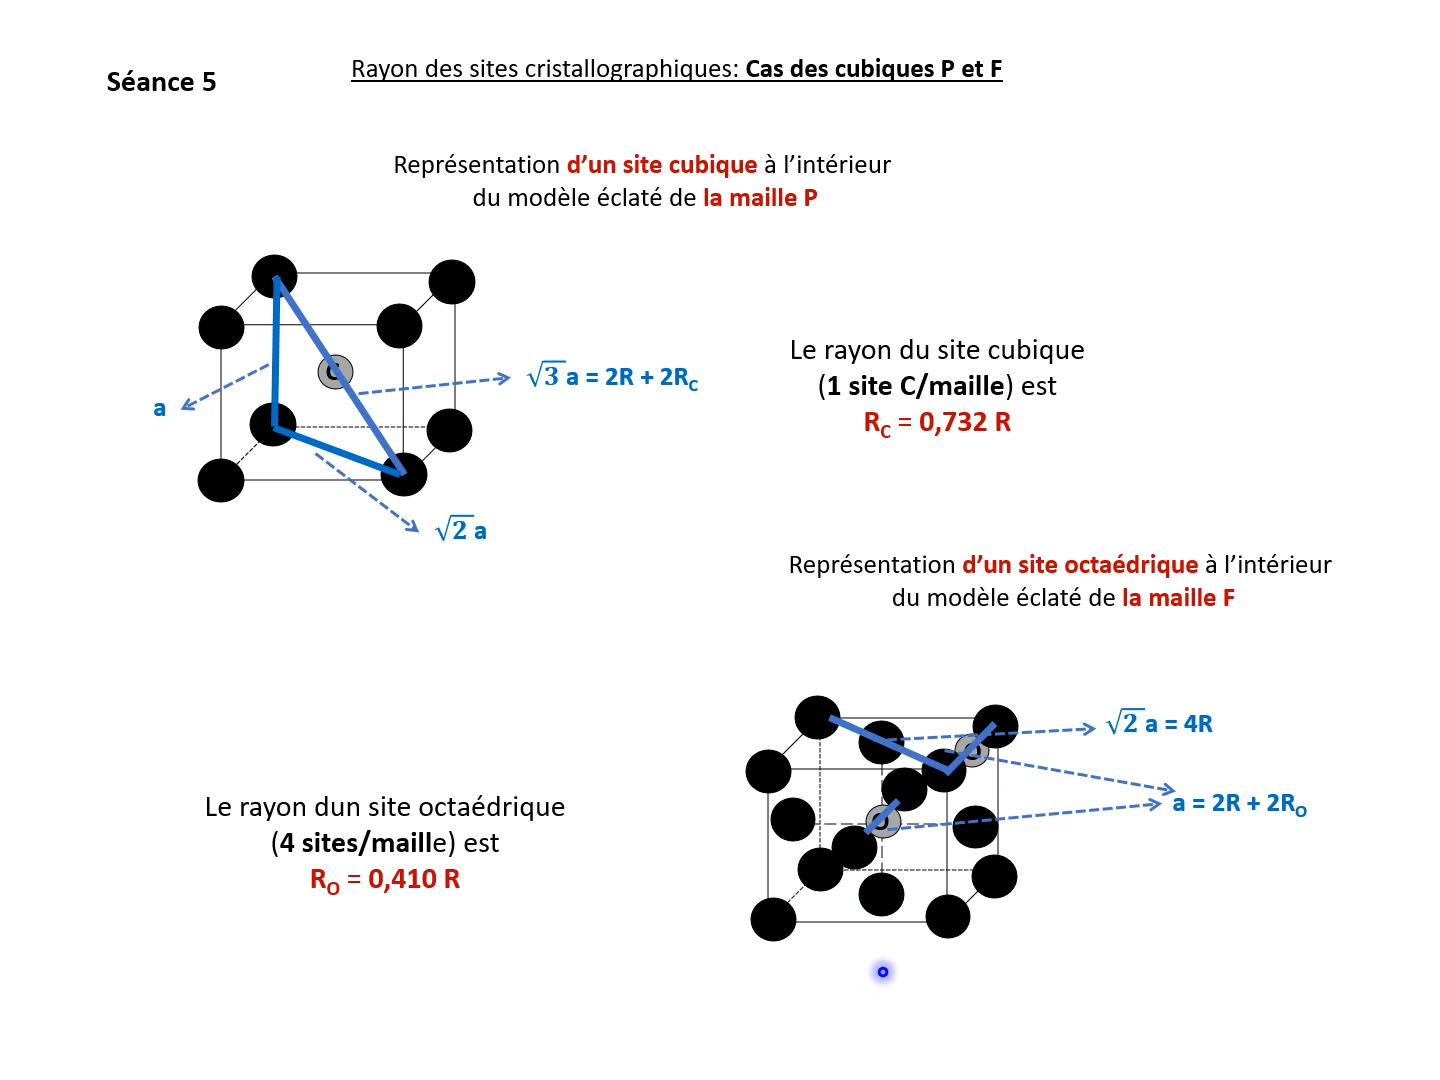 Séance 5
Rayon des sites cristallographiques: Cas des cubiques P et F
Représentation d’un site cubique à l’intérieur
du modèle éclaté de la maille P
C
a
√3 a = 2R + 2RC
√2 a
Le rayon du site cubique
(1 site C/maille) est
RC = 0,732 R
Représentation d’un site octaédrique à l’intérieur
du modèle éclaté de la maille F
√2 a = 4R
O
O
a = 2R + 2RO
Le rayon dun site octaédrique
(4 sites/maille) est
RO = 0,410 R